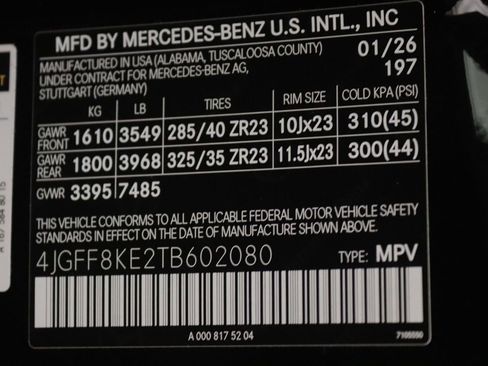 MFD BY MERCEDES-BENZ U.S. INTL., INC
MANUFACTURED IN USA (ALABAMA, TUSCALOOSA COUNTY) 01/26
UNDER CONTRACT FOR MERCEDES-BENZ AG, 197
STUTTGART (GERMANY)
KG LB TIRES RIM SIZE COLD KPA (PSI)
GAWR FRONT 1610 3549 285/40 ZR23 10Jx23 310(45)
GAWR REAR 1800 3968 325/35 ZR23 11.5Jx23 300(44)
GVWR 3395 7485
THIS VEHICLE CONFORMS TO ALL APPLICABLE FEDERAL MOTOR VEHICLE SAFETY
STANDARDS IN EFFECT ON THE DATE OF MANUFACTURE SHOWN ABOVE.
4JGFF8KE2TB602080 TYPE: MPV
A 000 817 52 04